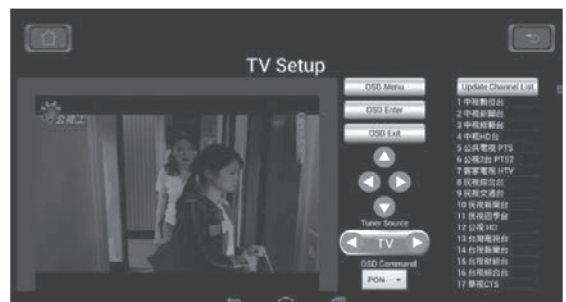 TV Setup
OSD Menu
OSD Enter
OSD Exit
Tuner Source
TV
OSD Command
PON
Update Channel List
1 中視數位台
2 中視新聞台
3 中視綜藝台
4 中視HD台
5 公共電視 PTS
6 公視2台 PTS2
7 客家電視 HTV
8 民視綜合台
9 民視交通台
10 民視新聞台
11 民視四季台
12 公視 HD
13 台灣電視台
14 台視新聞台
15 台視財經台
16 台視綜合台
17 華視CTS